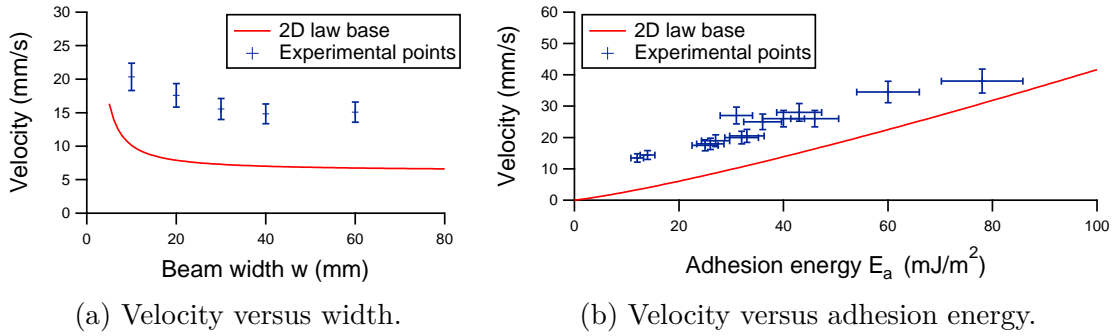 30
25
20
15
10
5
0
Velocity (mm/s)
2D law base
Experimental points
0 20 40 60 80
Beam width w (mm)
(a) Velocity versus width.
60
50
40
30
20
10
0
Velocity (mm/s)
2D law base
Experimental points
0 20 40 60 80 100
Adhesion energy Eₐ (mJ/m²)
(b) Velocity versus adhesion energy.